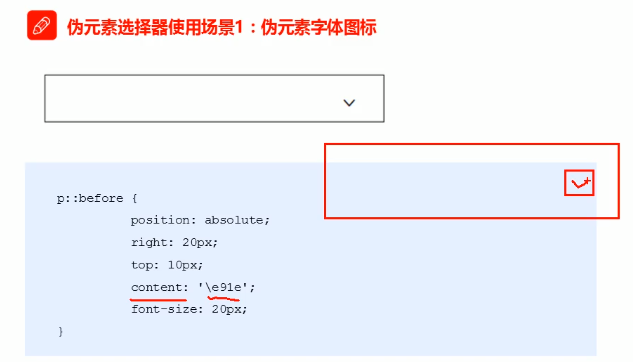 伪元素选择器使用场景1：伪元素字体图标
p::before {
position: absolute;
right: 20px;
top: 10px;
content: '\e91e';
font-size: 20px;
}